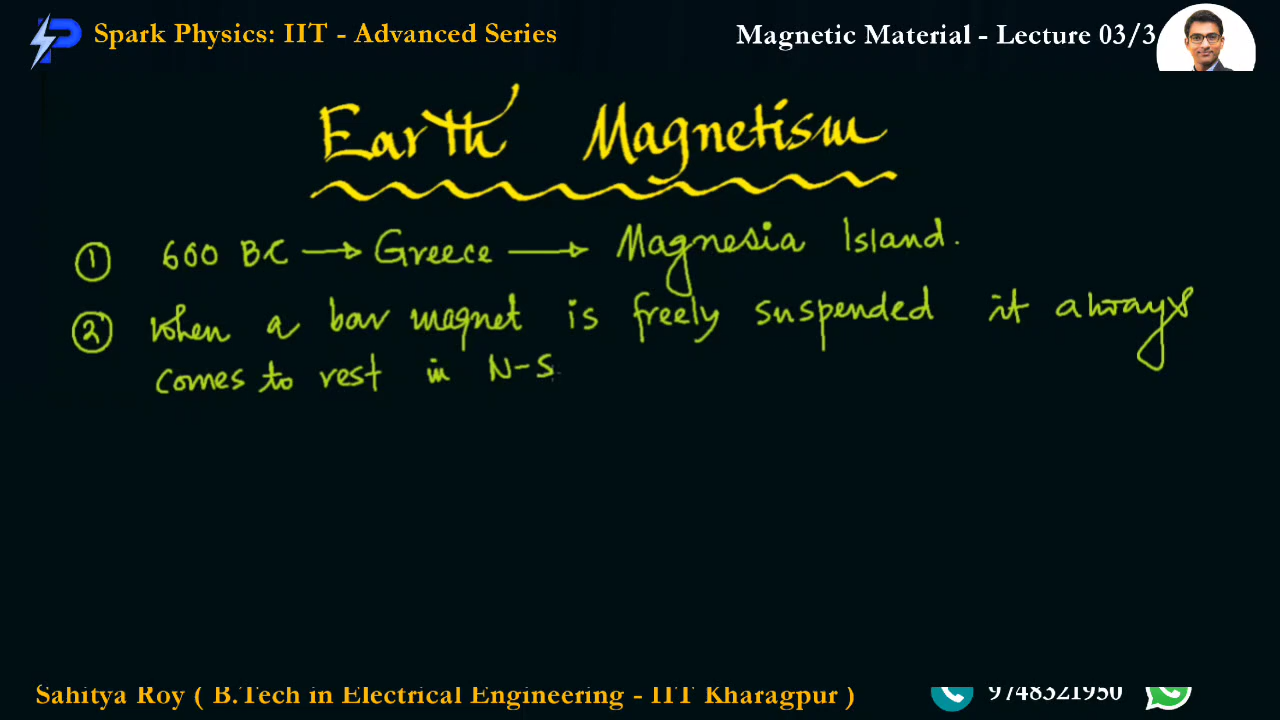 Spark Physics: IIT - Advanced Series
Magnetic Material - Lecture 03/3
Earth Magnetism
① 600 BC → Greece → Magnesia Island.
② when a bar magnet is freely suspended it always
comes to rest in N-S
Sahitya Roy ( B.Tech in Electrical Engineering - IIT Kharagpur )
9748321950